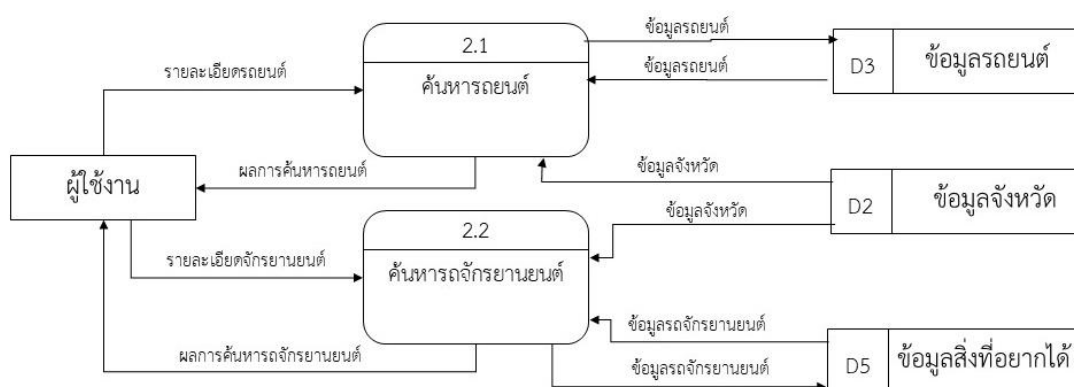 2.1
ค้นหารถยนต์
รายละเอียดรถยนต์
ข้อมูลรถยนต์
ข้อมูลรถยนต์
D3 ข้อมูลรถยนต์
ผลการค้นหารถยนต์
ผู้ใช้งาน
ข้อมูลจังหวัด
ข้อมูลจังหวัด
D2 ข้อมูลจังหวัด
2.2
ค้นหารถจักรยานยนต์
รายละเอียดจักรยานยนต์
ข้อมูลรถจักรยานยนต์
ผลการค้นหารถจักรยานยนต์
ข้อมูลรถจักรยานยนต์
D5 ข้อมูลสิ่งที่อยากได้